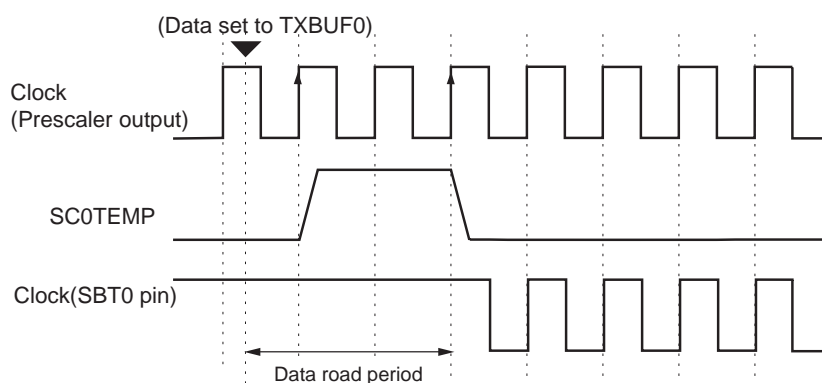 (Data set to TXBUF0)
Clock
(Prescaler output)
SC0TEMP
Clock(SBT0 pin)
Data road period